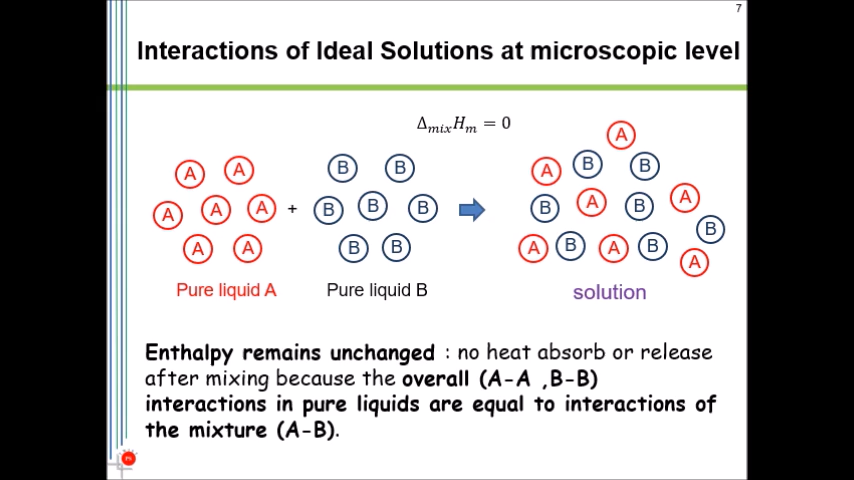 7
Interactions of Ideal Solutions at microscopic level
Δ_mix H_m = 0
A
A A B B A B B
A A A + B B B B A B A B
A A B B A B A B A
Pure liquid A Pure liquid B solution
Enthalpy remains unchanged : no heat absorb or release
after mixing because the overall (A-A ,B-B)
interactions in pure liquids are equal to interactions of
the mixture (A-B).